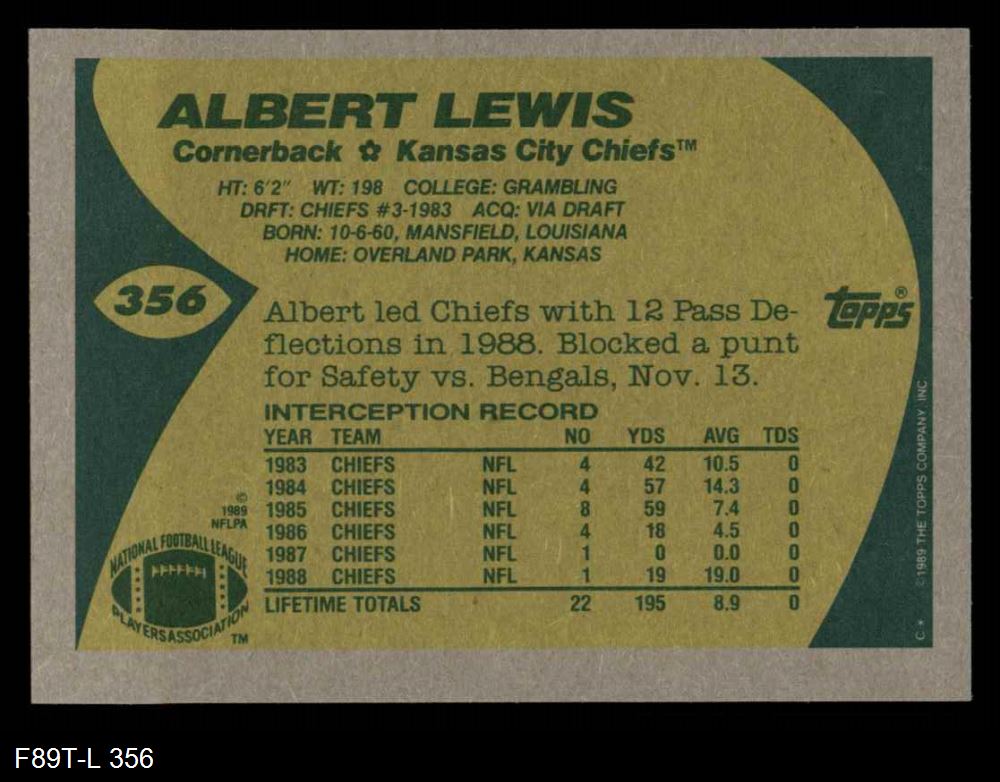 ALBERT LEWIS
Cornerback ✿ Kansas City Chiefs™
HT: 6'2" WT: 198 COLLEGE: GRAMBLING
DRFT: CHIEFS #3-1983 ACQ: VIA DRAFT
BORN: 10-6-60, MANSFIELD, LOUISIANA
HOME: OVERLAND PARK, KANSAS
356
topps®
Albert led Chiefs with 12 Pass De-
flections in 1988. Blocked a punt
for Safety vs. Bengals, Nov. 13.
INTERCEPTION RECORD
YEAR TEAM NO YDS AVG TDS
1983 CHIEFS NFL 4 42 10.5 0
1984 CHIEFS NFL 4 57 14.3 0
1985 CHIEFS NFL 8 59 7.4 0
1986 CHIEFS NFL 4 18 4.5 0
1987 CHIEFS NFL 1 0 0.0 0
1988 CHIEFS NFL 1 19 19.0 0
LIFETIME TOTALS 22 195 8.9 0
©
1989
NFLPA
NATIONAL FOOTBALL LEAGUE
PLAYERS ASSOCIATION
TM
C* ©1989 THE TOPPS COMPANY, INC.
F89T-L 356